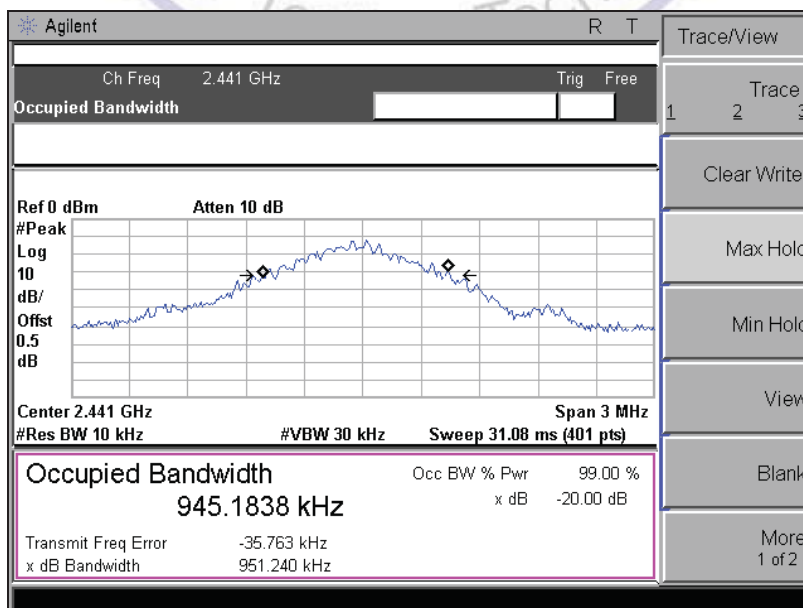 Agilent R T
Ch Freq 2.441 GHz Trig Free
Occupied Bandwidth
Ref 0 dBm Atten 10 dB
#Peak
Log
10
dB/
Offst
0.5
dB
Center 2.441 GHz Span 3 MHz
#Res BW 10 kHz #VBW 30 kHz Sweep 31.08 ms (401 pts)
Occupied Bandwidth
945.1838 kHz
Occ BW % Pwr 99.00 %
x dB -20.00 dB
Transmit Freq Error -35.763 kHz
x dB Bandwidth 951.240 kHz
Trace/View
Trace
1 2 3
Clear Write
Max Hold
Min Hold
View
Blank
More
1 of 2